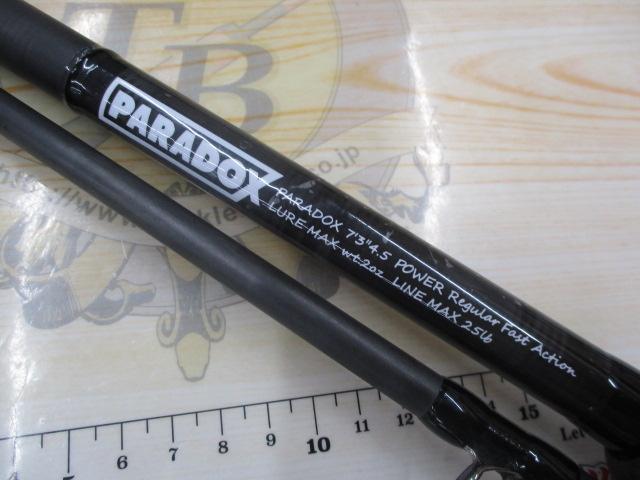 TB
PARADOX
PARADOX 7'3"4.5 POWER Regular Fast Action
LURE MAX wt2oz LINE MAX 25lb
5 6 7 8 9 10 11 12 13 14 15